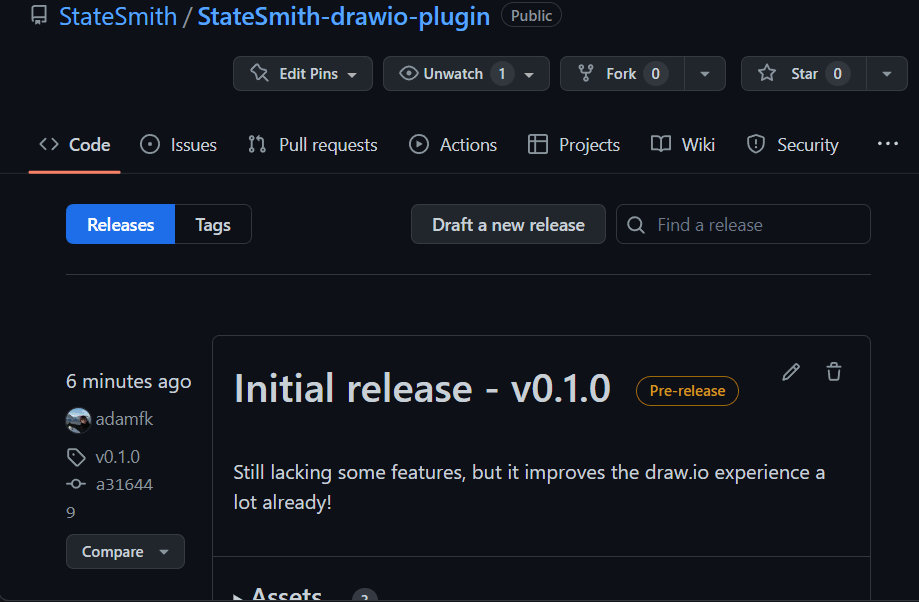 StateSmith / StateSmith-drawio-plugin Public
Edit Pins Unwatch 1 Fork 0 Star 0
Code Issues Pull requests Actions Projects Wiki Security ...
Releases Tags Draft a new release Find a release
6 minutes ago
adamfk
v0.1.0
a31644
9
Compare
Initial release - v0.1.0 Pre-release
Still lacking some features, but it improves the draw.io experience a
lot already!
Assets